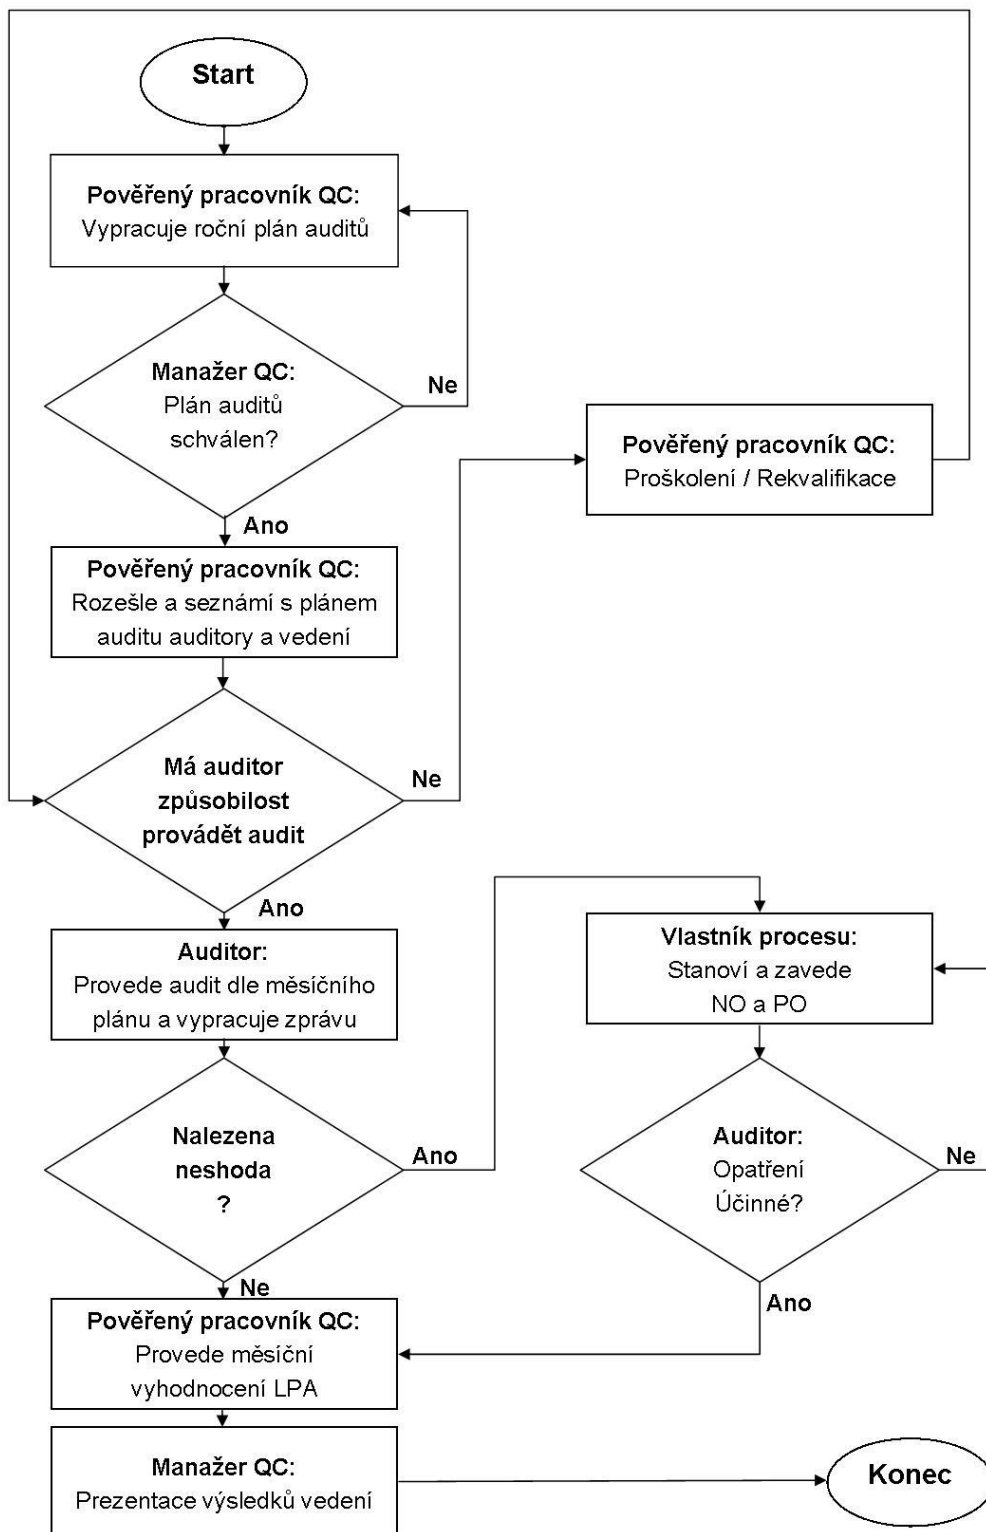 Start
Pověřený pracovník QC:
Vypracuje roční plán auditů
Manažer QC:
Plán auditů
schválen?
Ne
Ano
Pověřený pracovník QC:
Proškolení / Rekvalifikace
Pověřený pracovník QC:
Rozešle a seznámí s plánem
auditu auditory a vedení
Má auditor
způsobilost
provádět audit
Ne
Ano
Auditor:
Provede audit dle měsíčního
plánu a vypracuje zprávu
Vlastník procesu:
Stanoví a zavede
NO a PO
Nalezena
neshoda
?
Ano
Ne
Auditor:
Opatření
Účinné?
Ne
Ano
Pověřený pracovník QC:
Provede měsíční
vyhodnocení LPA
Manažer QC:
Prezentace výsledků vedení
Konec